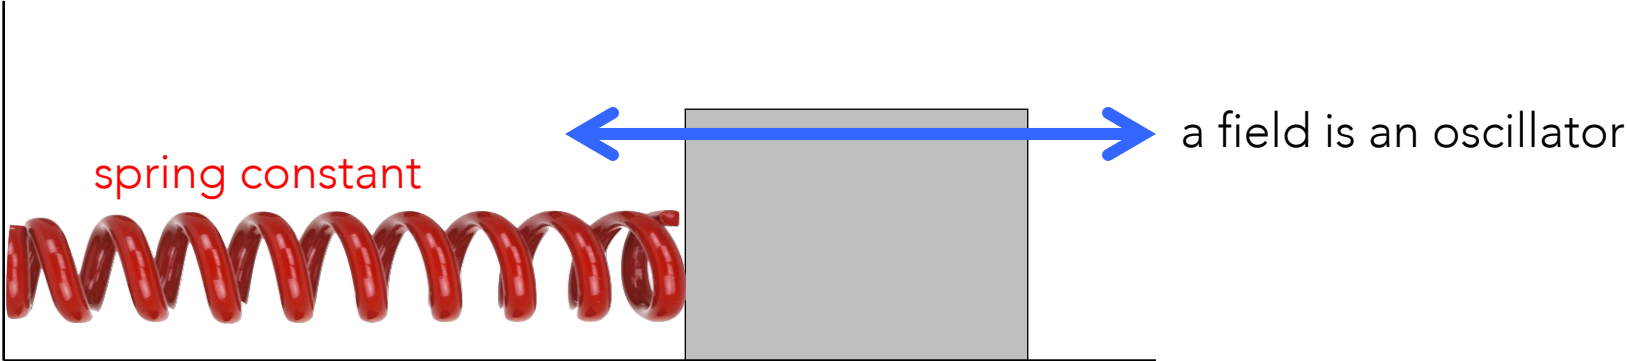 a field is an oscillator
spring constant